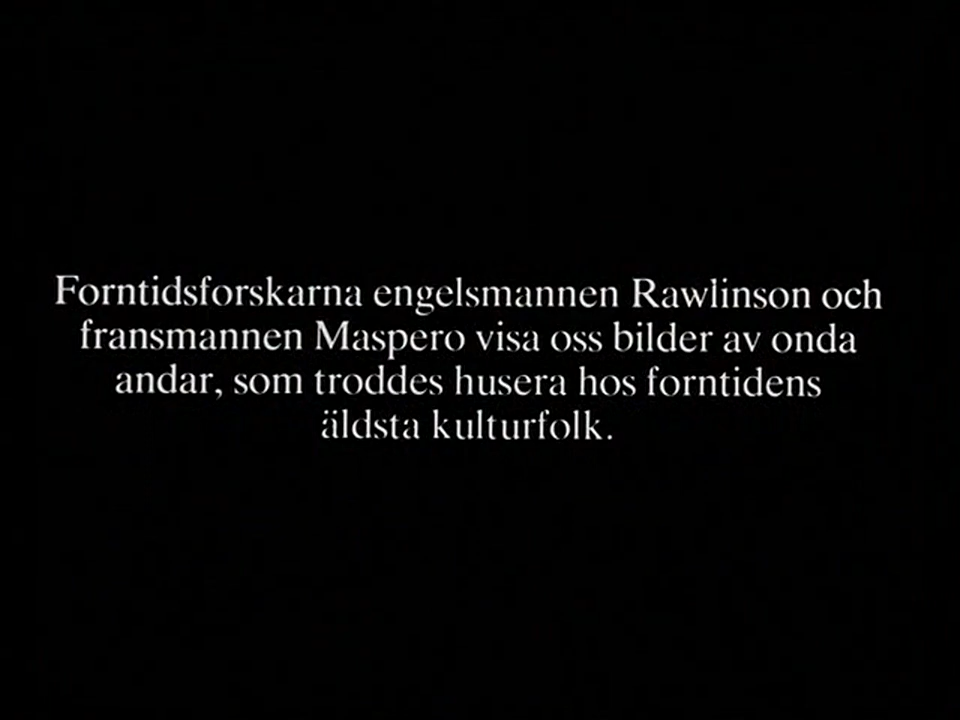 Forntidsforskarna engelsmannen Rawlinson och
fransmannen Maspero visa oss bilder av onda
andar, som troddes husera hos forntidens
äldsta kulturfolk.